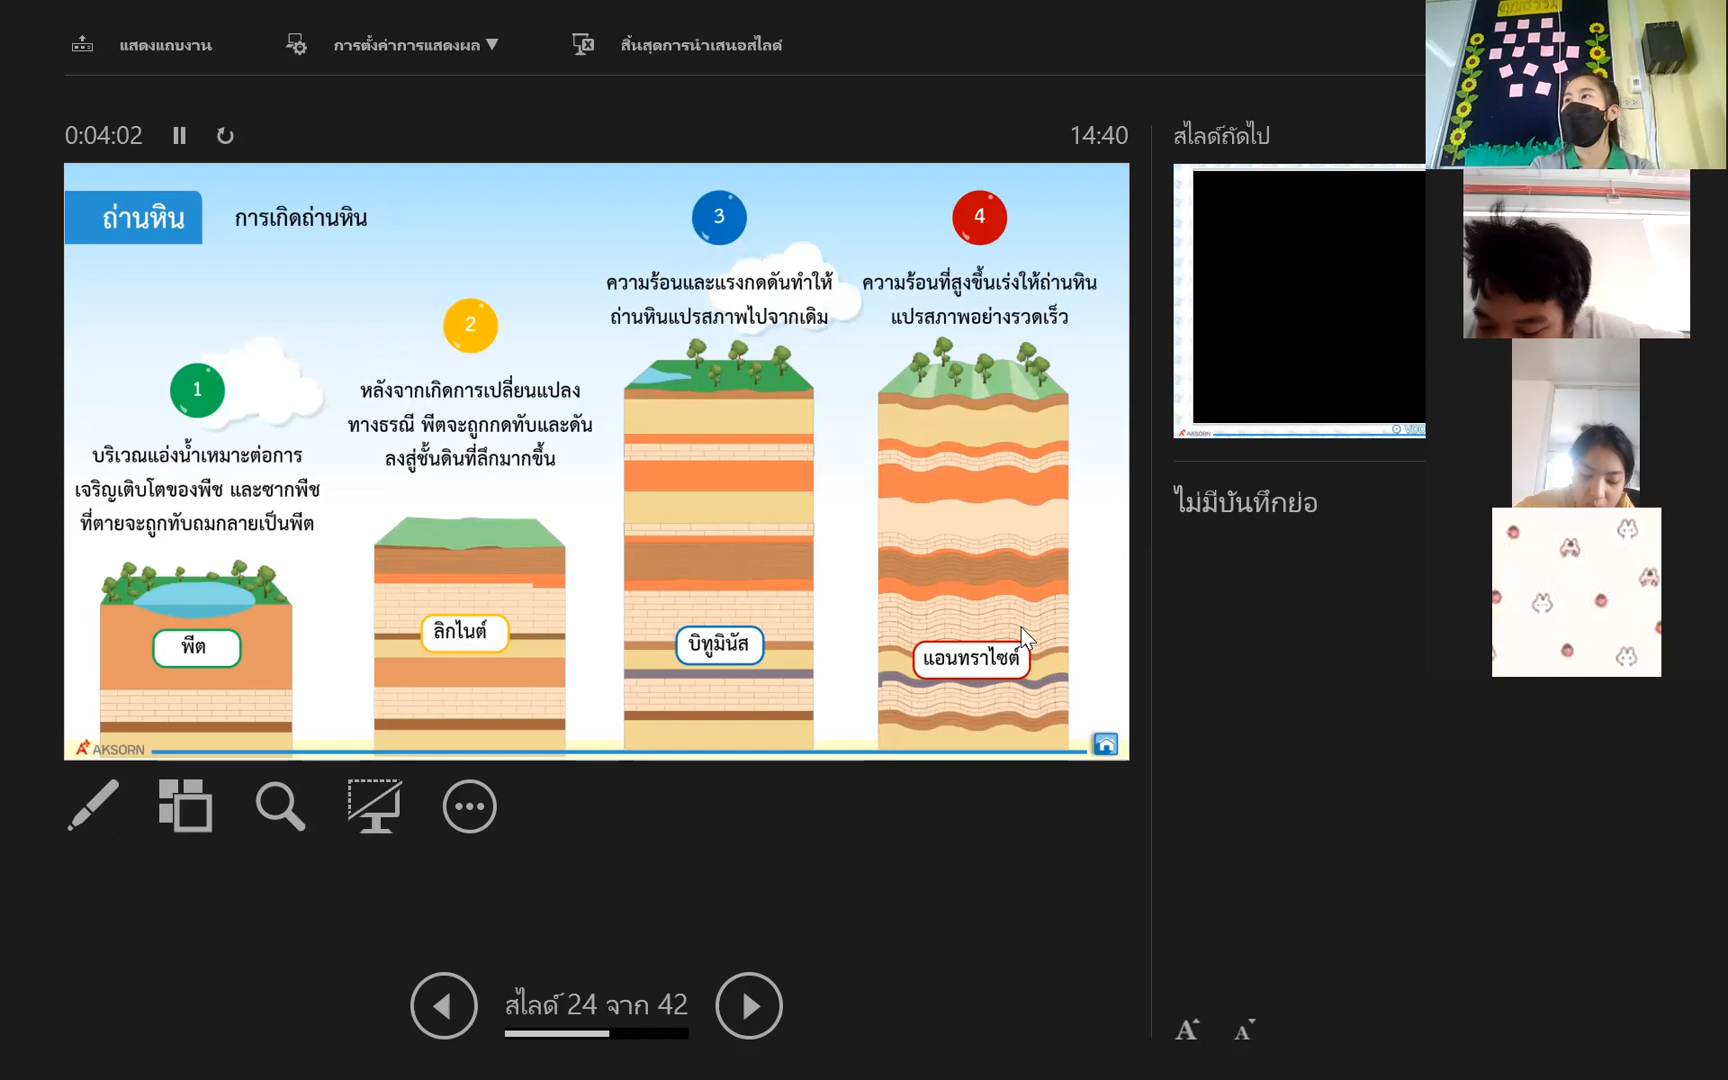 แสดงแถบงาน
การตั้งค่าการแสดงผล ▼
สิ้นสุดการนำเสนอสไลด์
0:04:02
14:40
สไลด์ถัดไป
ถ่านหิน
การเกิดถ่านหิน
1
บริเวณแอ่งน้ำเหมาะต่อการ
เจริญเติบโตของพืช และซากพืช
ที่ตายจะถูกทับถมกลายเป็นพีต
พีต
2
หลังจากเกิดการเปลี่ยนแปลง
ทางธรณี พีตจะถูกกดทับและดัน
ลงสู่ชั้นดินที่ลึกมากขึ้น
ลิกไนต์
3
ความร้อนและแรงกดดันทำให้
ถ่านหินแปรสภาพไปจากเดิม
บิทูมินัส
4
ความร้อนที่สูงขึ้นเร่งให้ถ่านหิน
แปรสภาพอย่างรวดเร็ว
แอนทราไซต์
AKSORN
AKSORN
ไม่มีบันทึกย่อ
สไลด์ 24 จาก 42
A A